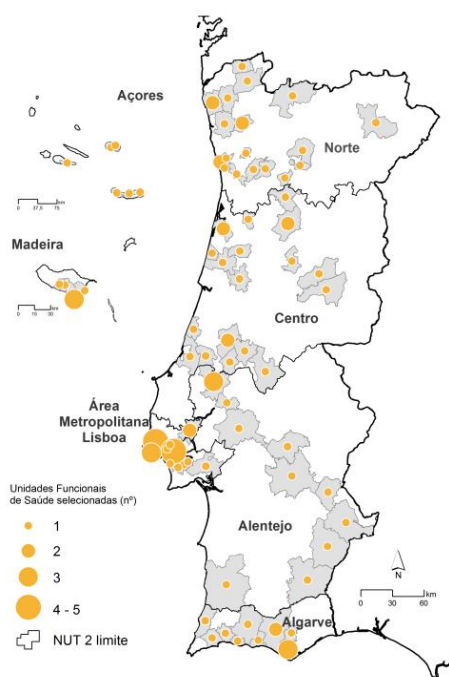 Açores
Norte
0
37,5
75
km
Madeira
0
15
30
km
Centro
Área
Metropolitana
Lisboa
Unidades Funcionais
de Saúde selecionadas (nº)
1
2
3
4 - 5
NUT 2 limite
Alentejo
N
km
0
30
60
Algarve